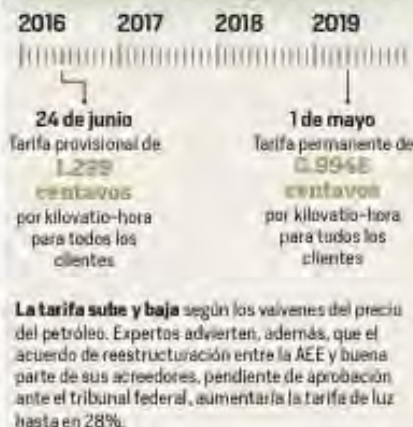 2016 2017 2018 2019
24 de junio
Tarifa provisional de
1.299
centavos
por kilovatio-hora
para todos los
clientes
1 de mayo
Tarifa permanente de
centavos
por kilovatio-hora
para todos los
clientes
La tarifa sube y baja según los vaivenes del precio
del petróleo. Expertos advierten, además, que el
acuerdo de reestructuración entre la AEE y buena
parte de sus acreedores, pendiente de aprobación
ante el tribunal federal, aumentaría la tarifa de luz
hasta en 28%.